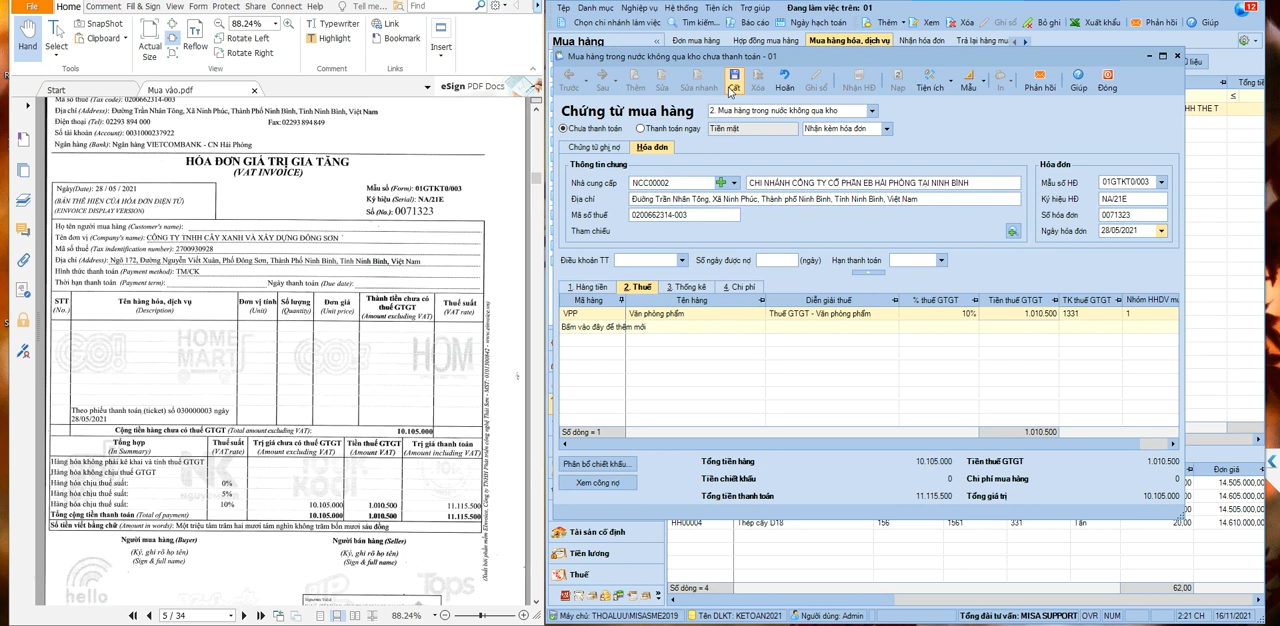 File Home Comment Fill & Sign View Form Protect Share Connect Help Tell me... Find
Hand Select SnapShot Clipboard Actual Size 88.24% Rotate Left Reflow Rotate Right Typewriter Highlight Link Bookmark Insert
Tools View Comment Links
Start Mua vào.pdf eSign PDF Docs
Mã số thuế (Tax code): 0200662314-003
Địa chỉ (Address): Đường Trần Nhân Tông, Xã Ninh Phúc, Thành Phố Ninh Bình, Tỉnh Ninh Bình, Việt Nam
Điện thoại (Tel): 02293 894 000 Fax:02293 894 849
Số tài khoản (Account): 0031000237922
Ngân hàng (Bank): Ngân hàng VIETCOMBANK - CN Hải Phòng
HÓA ĐƠN GIÁ TRỊ GIA TĂNG
(VAT INVOICE)
Ngày(Date): 28 / 05 / 2021
(BẢN THỂ HIỆN CỦA HÓA ĐƠN ĐIỆN TỬ)
(EINVOICE DISPLAY VERSION)
Mẫu số (Form): 01GTKT0/003
Ký hiệu (Serial): NA/21E
Số (No.): 0071323
Họ tên người mua hàng (Customer's name):
Tên đơn vị (Company's name): CÔNG TY TNHH CÂY XANH VÀ XÂY DỰNG ĐÔNG SƠN
Mã số thuế (Tax indentification number): 2700930928
Địa chỉ (Address): Ngõ 172, Đường Nguyễn Viết Xuân, Phố Đông Sơn, Thành Phố Ninh Bình, Tỉnh Ninh Bình, Việt Nam
Hình thức thanh toán (Payment method): TM/CK
Thời hạn thanh toán (Payment term): Ngày thanh toán (Due date):
STT (No.) Tên hàng hóa, dịch vụ (Description) Đơn vị tính (Unit) Số lượng (Quantity) Đơn giá (Unit price) Thành tiền chưa có thuế GTGT (Amount excluding VAT) Thuế suất (VAT rate)
GO! HOME MART GO! HOM
Theo phiếu thanh toán (ticket) số 030000003 ngày
28/05/2021
Cộng tiền hàng chưa có thuế GTGT (Total amount excluding VAT): 10.105.000
Tổng hợp (In Summary) Thuế suất (VAT rate) Trị giá chưa có thuế GTGT (Amount excluding VAT) Tiền thuế GTGT (Amount VAT) Trị giá thanh toán (Amount including VAT)
Hàng hóa không phải kê khai và tính thuế GTGT
Hàng hóa không chịu thuế GTGT
Hàng hóa chịu thuế suất: 0%
Hàng hóa chịu thuế suất: 5%
Hàng hóa chịu thuế suất: 10% 10.105.000 1.010.500 11.115.500
Tổng cộng tiền thanh toán (Total of payment) 10.105.000 1.010.500 11.115.500
Người mua hàng (Buyer) Người bán hàng (Seller)
(Ký, ghi rõ họ tên) (Ký, ghi rõ họ tên)
(Sign & full name) (Sign & full name)
hello Tops
5 / 34 88.24%
Tệp Danh mục Nghiệp vụ Hệ thống Tiện ích Trợ giúp Đang làm việc trên: 01 12
Chọn chi nhánh làm việc Tìm kiếm... Báo cáo Ngày hạch toán Thêm Xem Xóa Ghi sổ Bỏ ghi Xuất khẩu Phản hồi Giúp
Mua hàng Đơn mua hàng Hợp đồng mua hàng Mua hàng hóa, dịch vụ Nhận hóa đơn
Mua hàng trong nước không qua kho chưa thanh toán - 01
Trước Sau Thêm Sửa Sửa nhanh Cất Xóa Hoãn Ghi sổ Nhận HĐ Nạp Tiện ích Mẫu In Phản hồi Giúp Đóng
Chứng từ mua hàng 2. Mua hàng trong nước không qua kho
Chưa thanh toán Thanh toán ngay Tiền mặt Nhận kèm hóa đơn
Chứng từ ghi nợ Hóa đơn
Thông tin chung Hóa đơn
Nhà cung cấp NCC00002 CHI NHÁNH CÔNG TY CỔ PHẦN EB HẢI PHÒNG TẠI NINH BÌNH Mẫu số HĐ 01GTKT0/003
Địa chỉ Đường Trần Nhân Tông, Xã Ninh Phúc, Thành phố Ninh Bình, Tỉnh Ninh Bình, Việt Nam Ký hiệu HĐ NA/21E
Mã số thuế 0200662314-003 Số hóa đơn 0071323
Tham chiếu Ngày hóa đơn 28/05/2021
Điều khoản TT Số ngày được nợ (ngày) Hạn thanh toán
1. Hàng tiền 2. Thuế 3. Thống kê 4. Chi phí
Mã hàng Tên hàng Diễn giải thuế % thuế GTGT Tiền thuế GTGT TK thuế GTGT Nhóm HHDV mu
VPP Văn phòng phẩm Thuế GTGT - Văn phòng phẩm 10% 1.010.500 1331 1
Bấm vào đây để thêm mới
Số dòng = 1 1.010.500
Phân bổ chiết khấu... Tổng tiền hàng 10.105.000 Tiền thuế GTGT 1.010.500
Xem công nợ Tiền chiết khấu 0 Chi phí mua hàng 0
Tổng tiền thanh toán 11.115.500 Tổng giá trị 10.105.000
Đơn giá
14.505.000,00
14.605.000,00
HH00004 Thép cây D18 156 1561 331 Tấn 20,00 14.610.000,00
Tài sản cố định
Tiền lương
Thuế
Số dòng = 4 62,00
Máy chủ: THOALUU\MISASME2019 Tên DLKT: KETOAN2021 Người dùng: Admin Tổng đài tư vấn: MISA SUPPORT OVR NUM 2:21 CH 16/11/2021